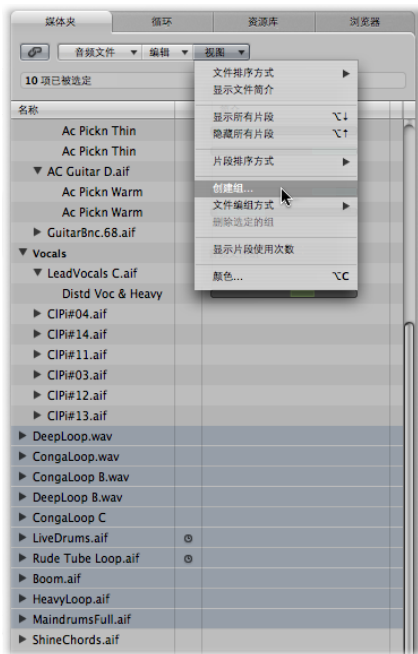 媒体夹 循环 资源库 浏览器
音频文件 编辑 视图
10 项已被选定
名称
文件排序方式
显示文件简介
显示所有片段 ⌥↓
隐藏所有片段 ⌥↑
片段排序方式
创建组...
文件编组方式
删除选定的组
显示片段使用次数
颜色... ⌥C
Ac Pickn Thin
Ac Pickn Thin
AC Guitar D.aif
Ac Pickn Warm
Ac Pickn Warm
GuitarBnc.68.aif
Vocals
LeadVocals C.aif
Distd Voc & Heavy
ClPi#04.aif
ClPi#14.aif
ClPi#11.aif
ClPi#03.aif
ClPi#12.aif
ClPi#13.aif
DeepLoop.wav
CongaLoop.wav
CongaLoop B.wav
DeepLoop B.wav
CongaLoop C
LiveDrums.aif
Rude Tube Loop.aif
Boom.aif
HeavyLoop.aif
MaindrumsFull.aif
ShineChords.aif